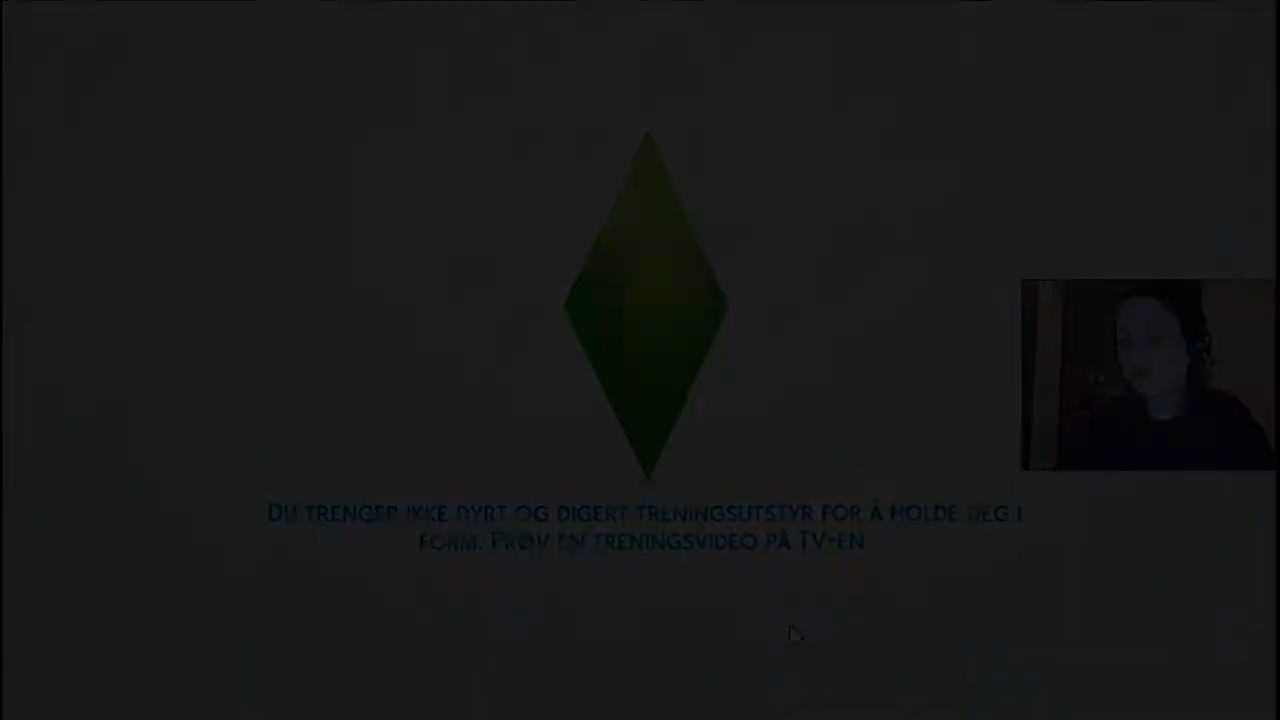 DU TRENGER IKKE DYRT OG DIGERT TRENINGSUTSTYR FOR Å HOLDE DEG I
FORM. PRØV EN TRENINGSVIDEO PÅ TV-EN